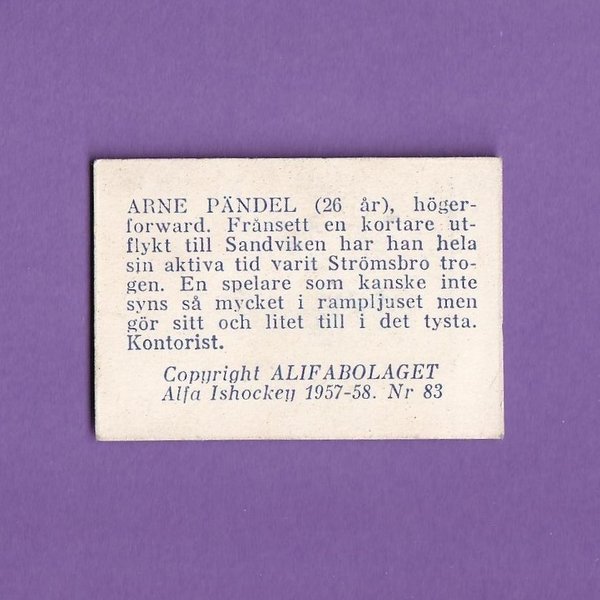 ARNE PÄNDEL (26 år), höger-
forward. Frånsett en kortare ut-
flykt till Sandviken har han hela
sin aktiva tid varit Strömsbro tro-
gen. En spelare som kanske inte
syns så mycket i rampljuset men
gör sitt och litet till i det tysta.
Kontorist.
Copyright ALIFABOLAGET
Alfa Ishockey 1957-58. Nr 83